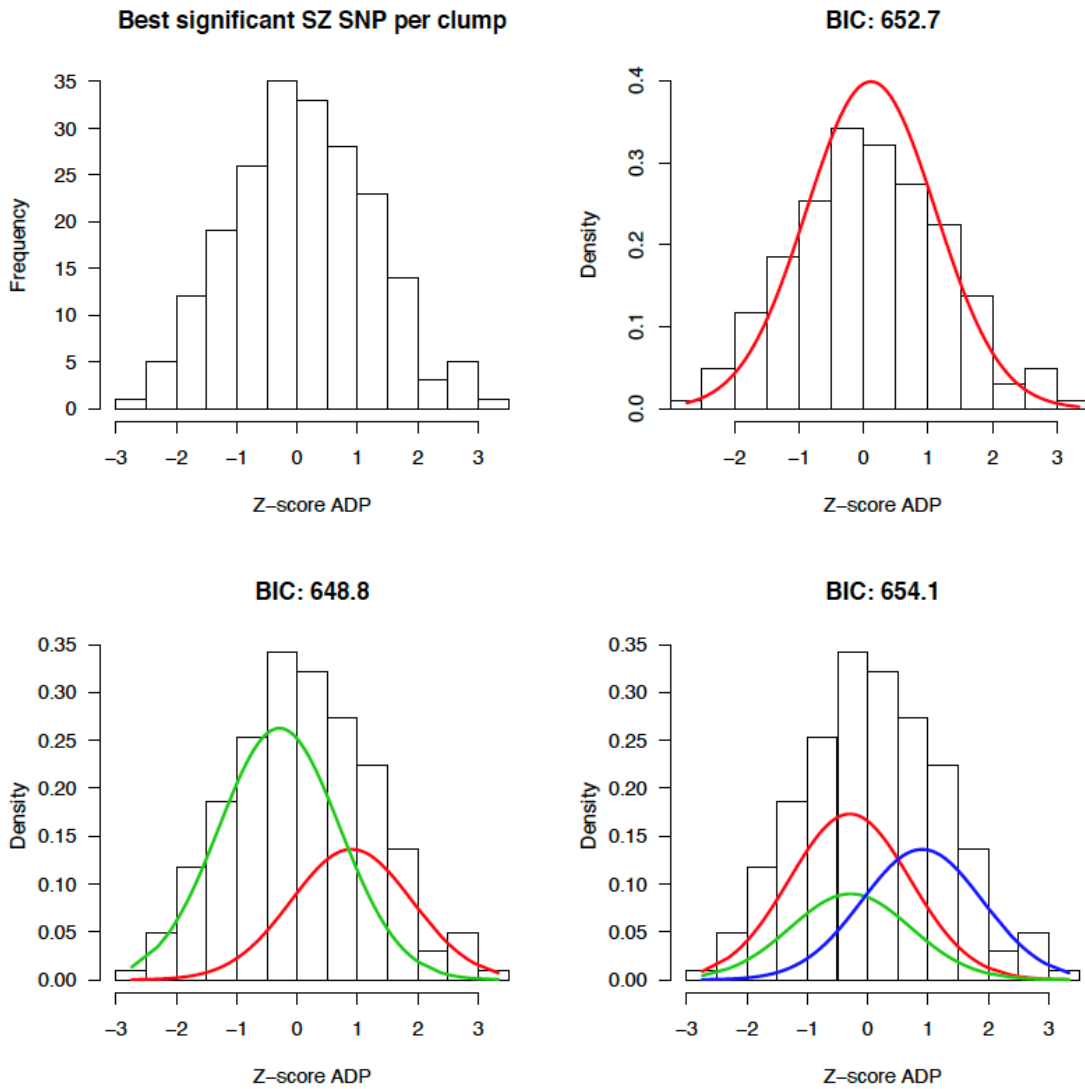 Best significant SZ SNP per clump
Frequency
35
30
25
20
15
10
5
0
−3 −2 −1 0 1 2 3
Z−score ADP
BIC: 652.7
Density
0.4
0.3
0.2
0.1
0.0
−2 −1 0 1 2 3
Z−score ADP
BIC: 648.8
Density
0.35
0.30
0.25
0.20
0.15
0.10
0.05
0.00
−3 −2 −1 0 1 2 3
Z−score ADP
BIC: 654.1
Density
0.35
0.30
0.25
0.20
0.15
0.10
0.05
0.00
−3 −2 −1 0 1 2 3
Z−score ADP